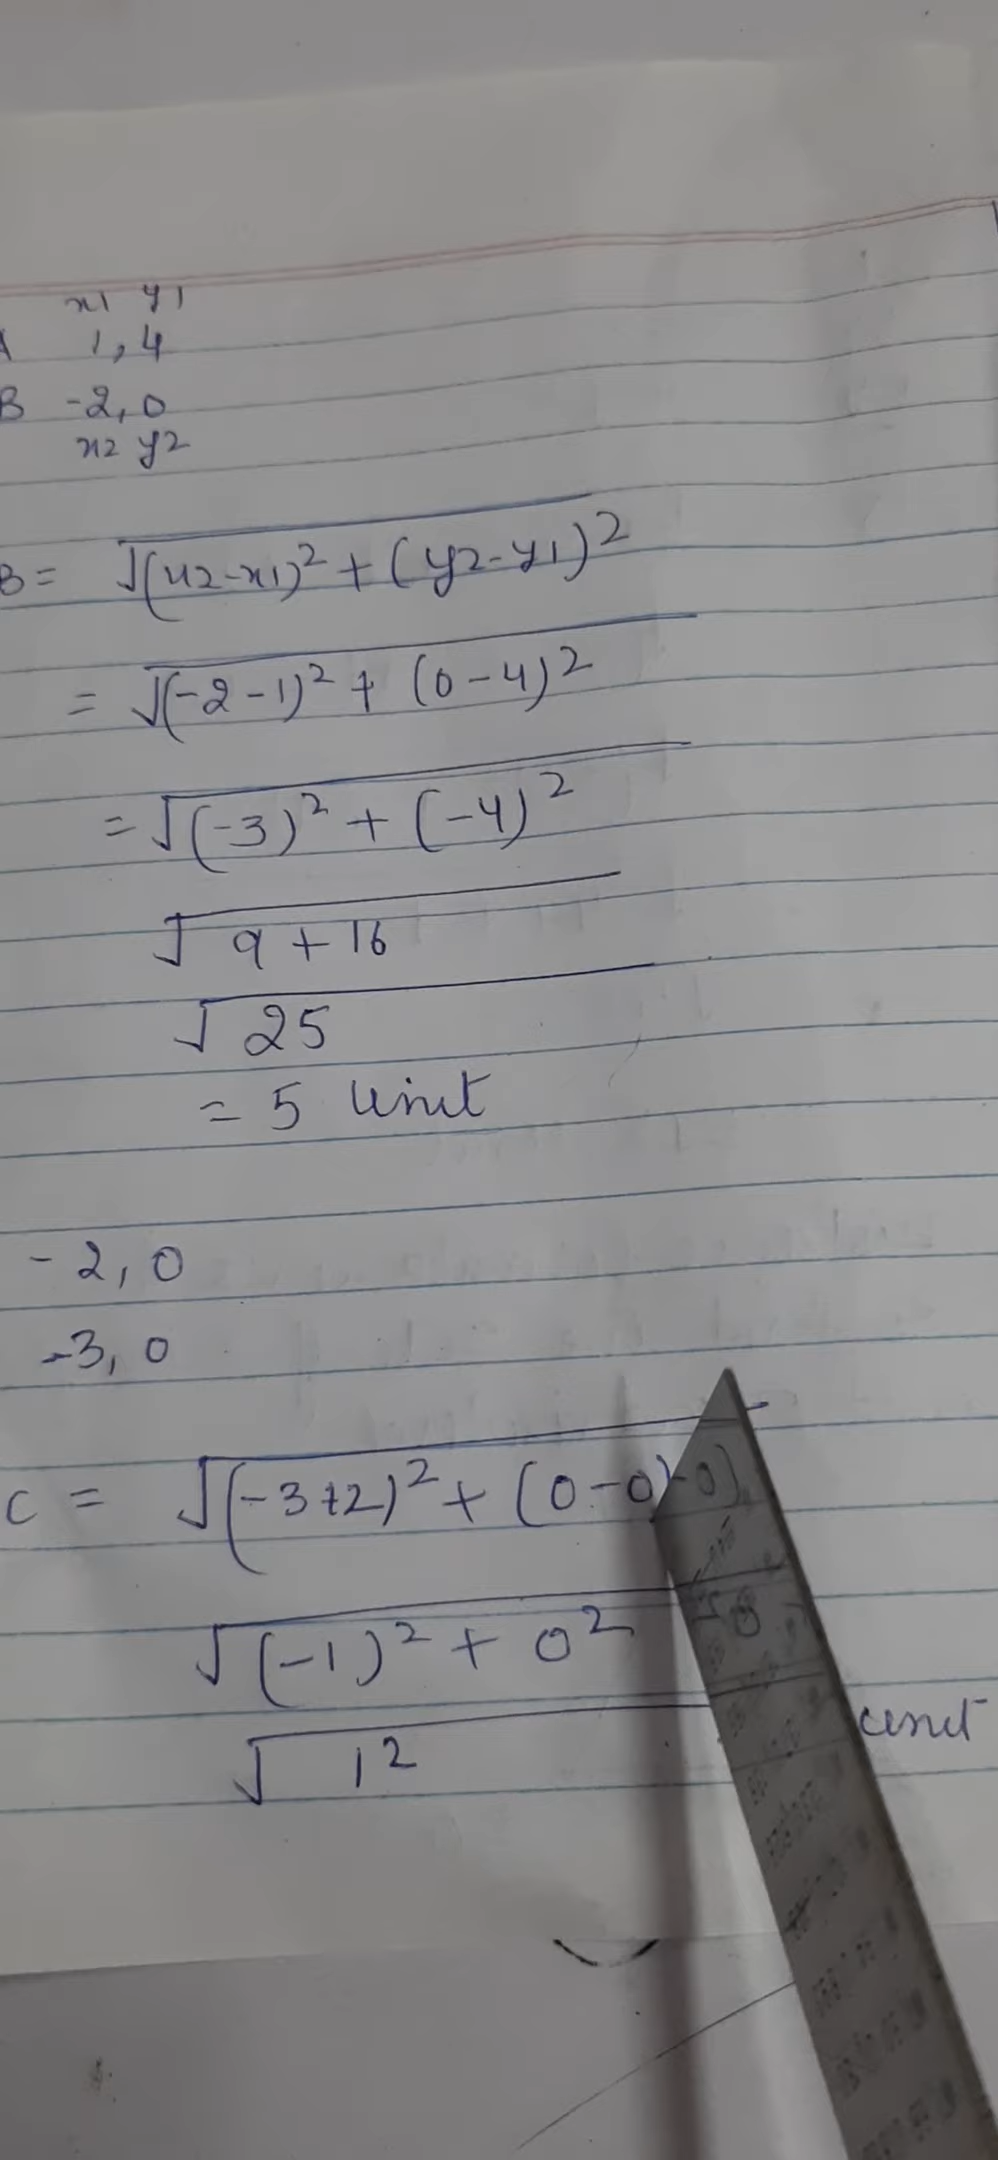 x1 y1
A 1, 4
B -2, 0
x2 y2
B = √(x2-x1)² + (y2-y1)²
= √(-2-1)² + (0-4)²
= √(-3)² + (-4)²
√9 + 16
√25
= 5 Unit
-2, 0
-3, 0
C = √(-3+2)² + (0-0)
√(-1)² + 0²
√1² unit